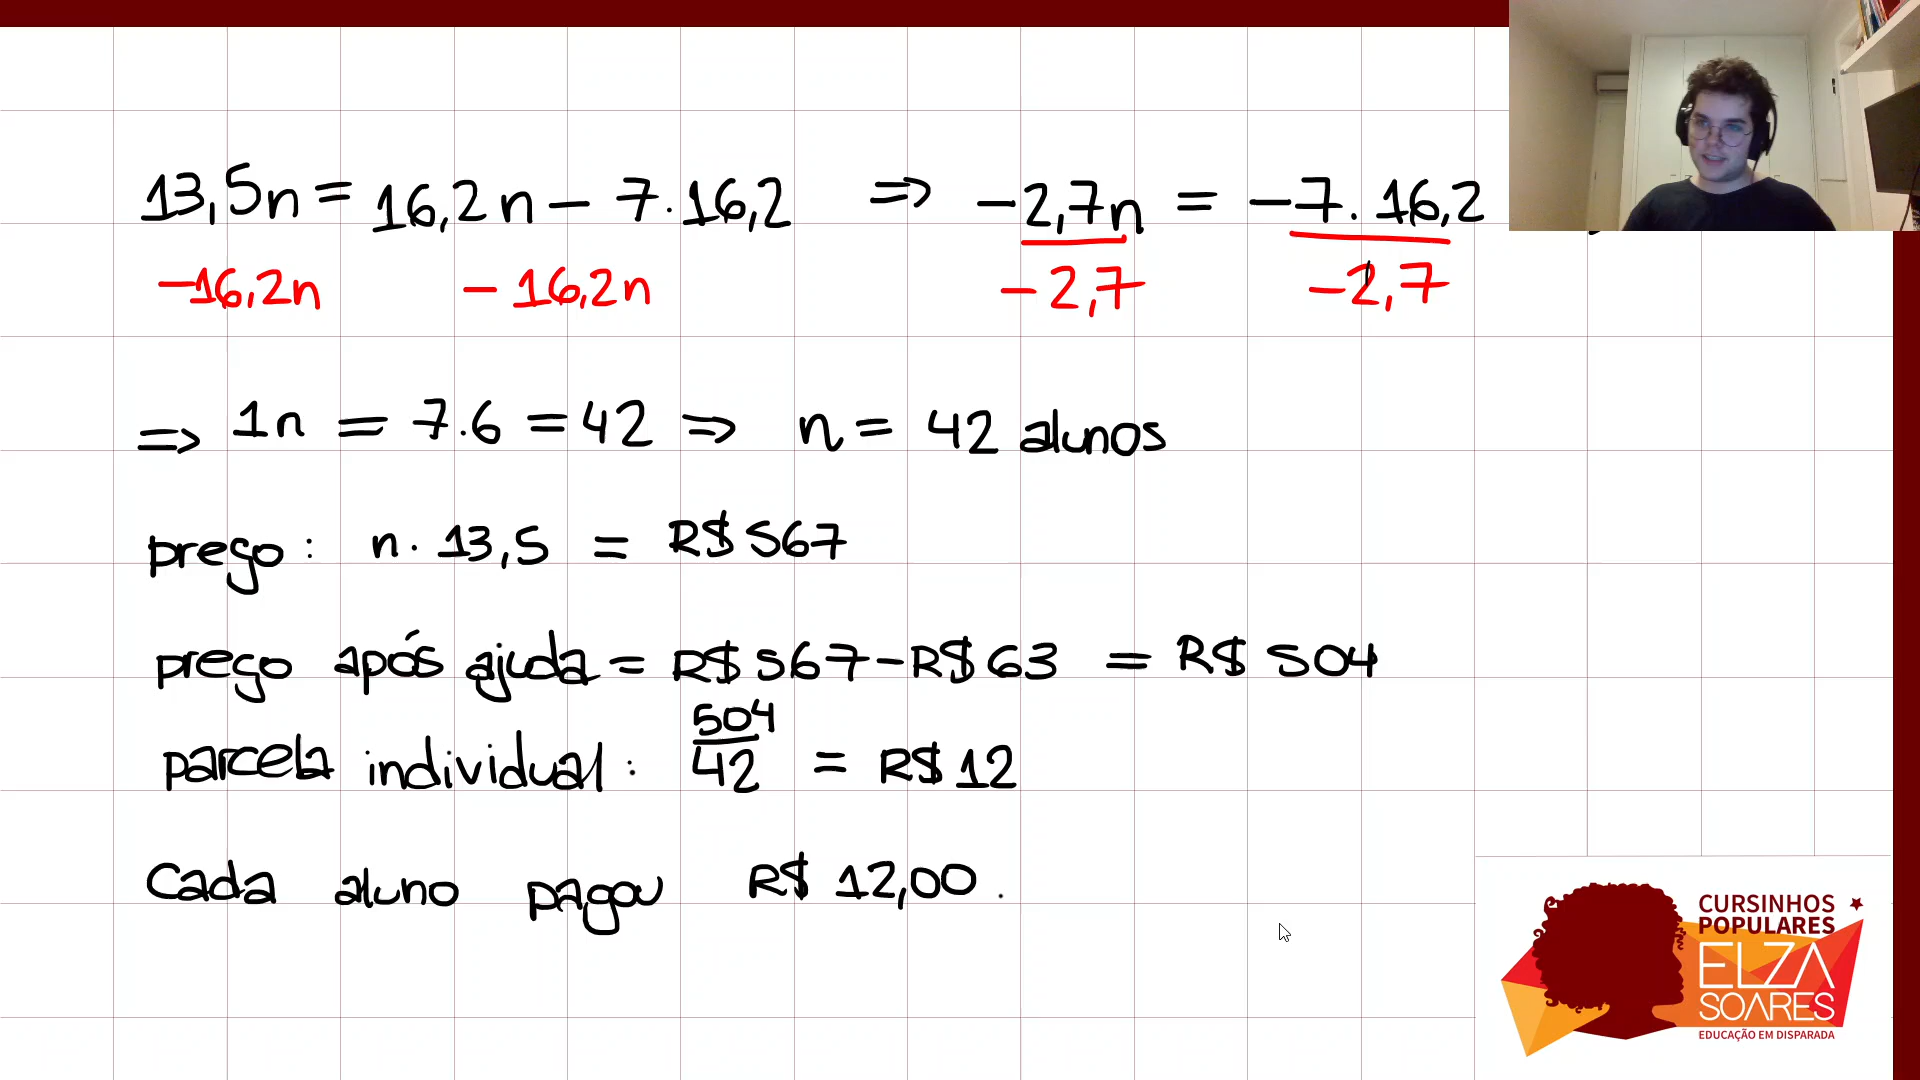 13,5n = 16,2n - 7.16,2 => -2,7n = -7.16,2
-16,2n - 16,2n -2,7 -2,7
=> 1n = 7.6 = 42 => n = 42 alunos
preço: n. 13,5 = R$ 567
preço após ajuda = R$ 567 - R$ 63 = R$ 504
parcela individual: 504/42 = R$ 12
Cada aluno pagou R$ 12,00.
CURSINHOS
POPULARES
ELZA
SOARES
EDUCAÇÃO EM DISPARADA